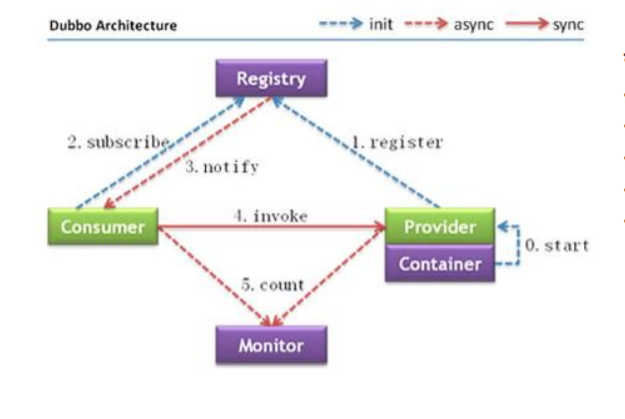 Dubbo Architecture
init
async
sync
Registry
2. subscribe
1. register
3. notify
Consumer
4. invoke
Provider
0. start
Container
5. count
Monitor